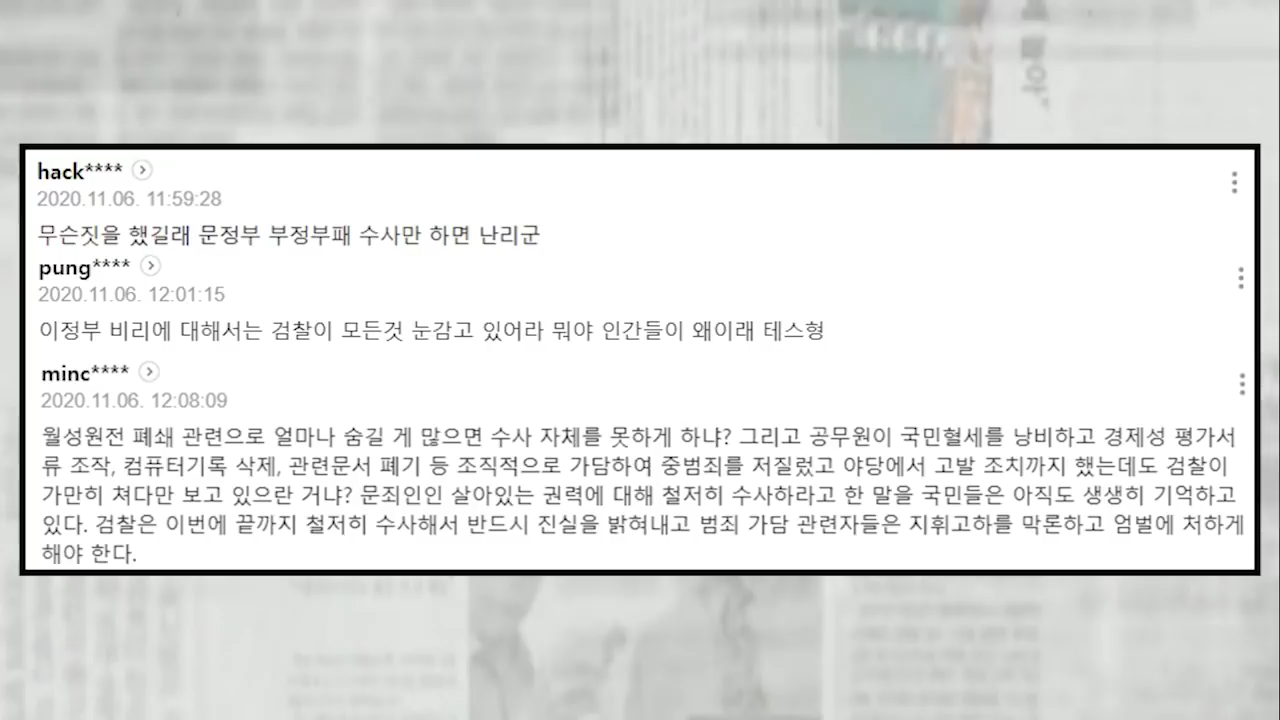 hack****
2020.11.06. 11:59:28
무슨짓을 했길래 문정부 부정부패 수사만 하면 난리군
pung****
2020.11.06. 12:01:15
이정부 비리에 대해서는 검찰이 모든것 눈감고 있어라 뭐야 인간들이 왜이래 테스형
minc****
2020.11.06. 12:08:09
월성원전 폐쇄 관련으로 얼마나 숨길 게 많으면 수사 자체를 못하게 하냐? 그리고 공무원이 국민혈세를 낭비하고 경제성 평가서
류 조작, 컴퓨터기록 삭제, 관련문서 폐기 등 조직적으로 가담하여 중범죄를 저질렀고 야당에서 고발 조치까지 했는데도 검찰이
가만히 쳐다만 보고 있으란 거냐? 문죄인인 살아있는 권력에 대해 철저히 수사하라고 한 말을 국민들은 아직도 생생히 기억하고
있다. 검찰은 이번에 끝까지 철저히 수사해서 반드시 진실을 밝혀내고 범죄 가담 관련자들은 지휘고하를 막론하고 엄벌에 처하게
해야 한다.